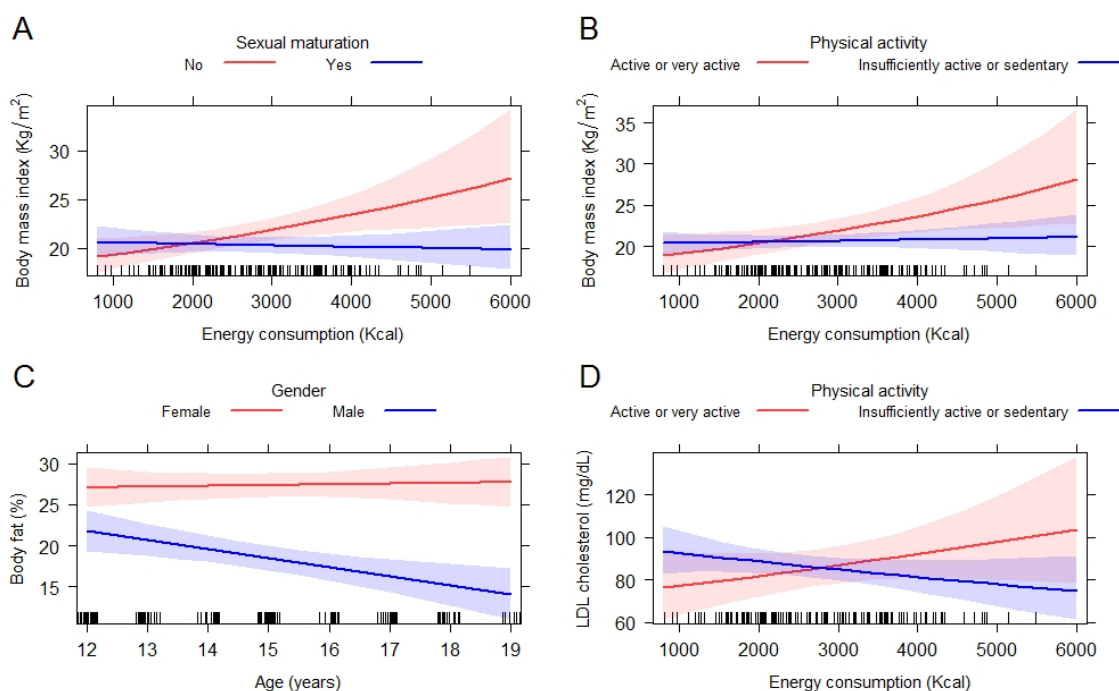 A
Sexual maturation
No
Yes
Body mass index (Kg/m²)
30
25
20
1000 2000 3000 4000 5000 6000
Energy consumption (Kcal)
B
Physical activity
Active or very active
Insufficiently active or sedentary
Body mass index (Kg/m²)
35
30
25
20
1000 2000 3000 4000 5000 6000
Energy consumption (Kcal)
C
Gender
Female
Male
Body fat (%)
30
25
20
15
12 13 14 15 16 17 18 19
Age (years)
D
Physical activity
Active or very active
Insufficiently active or sedentary
LDL cholesterol (mg/dL)
120
100
80
60
1000 2000 3000 4000 5000 6000
Energy consumption (Kcal)